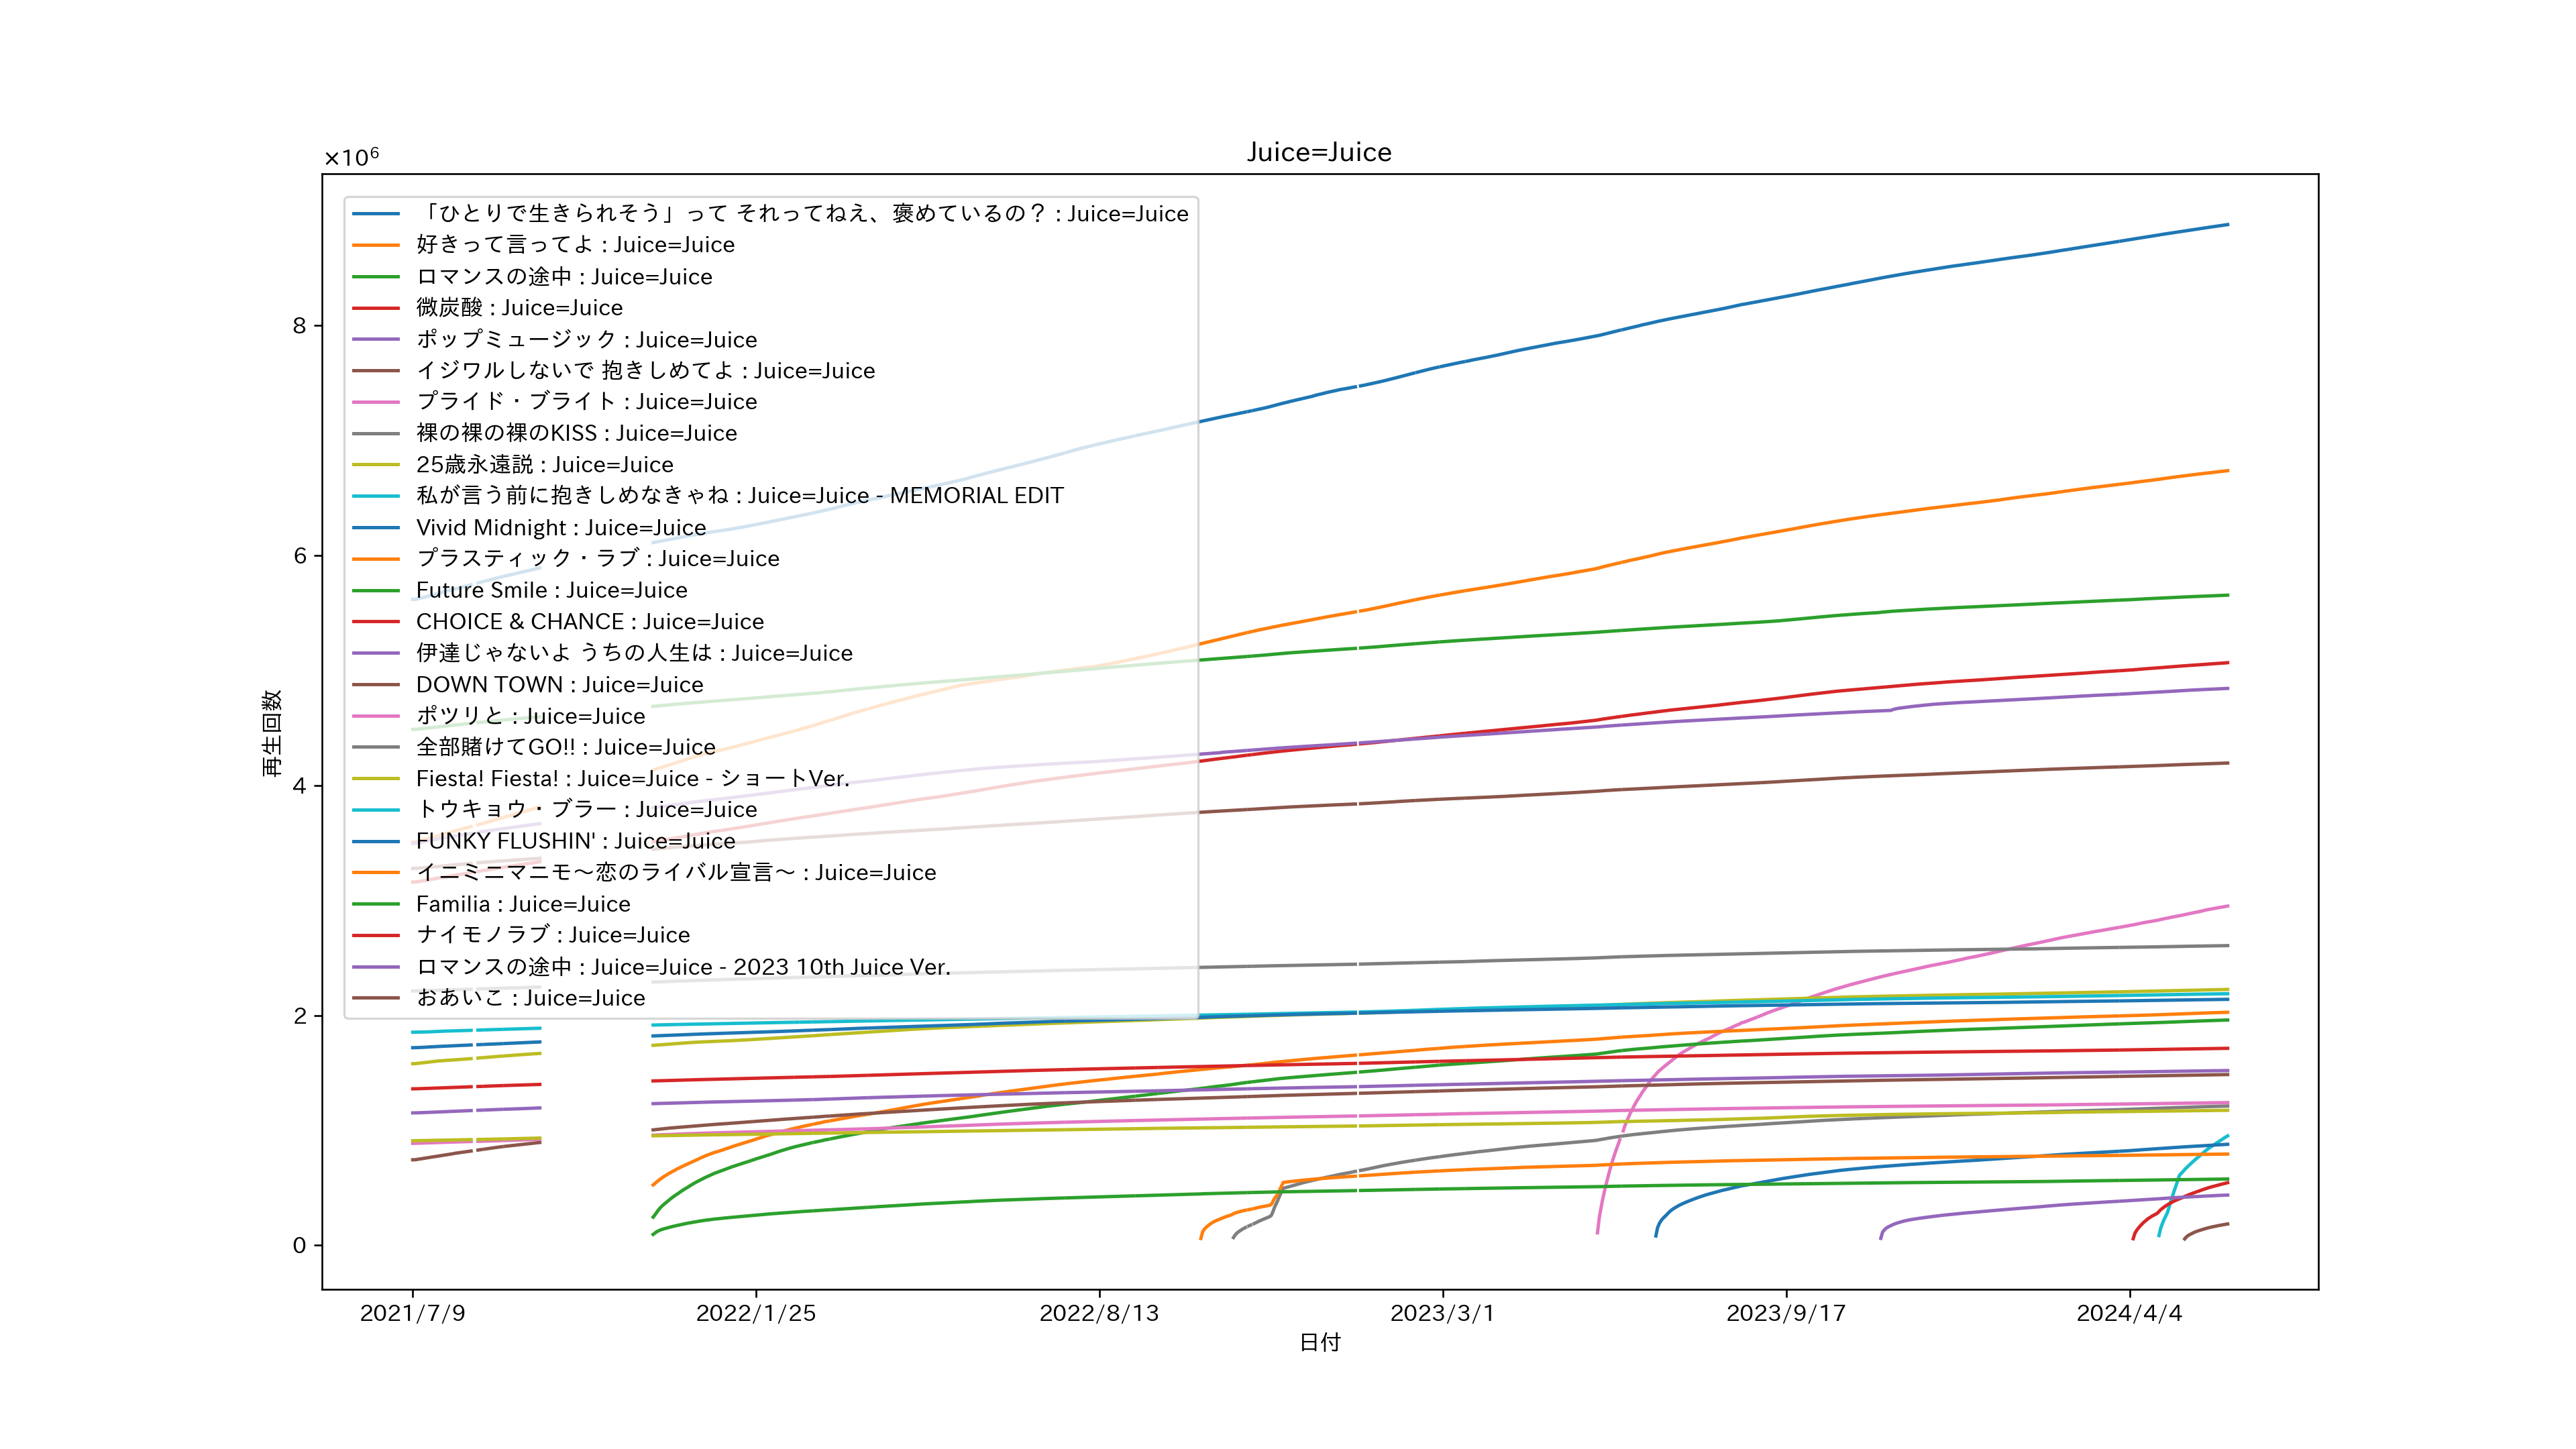 Juice=Juice
×10⁶
「ひとりで生きられそう」って それってねえ、褒めているの？ : Juice=Juice
好きって言ってよ : Juice=Juice
ロマンスの途中 : Juice=Juice
微炭酸 : Juice=Juice
ポップミュージック : Juice=Juice
イジワルしないで 抱きしめてよ : Juice=Juice
プライド・ブライト : Juice=Juice
裸の裸の裸のKISS : Juice=Juice
25歳永遠説 : Juice=Juice
私が言う前に抱きしめなきゃね : Juice=Juice - MEMORIAL EDIT
Vivid Midnight : Juice=Juice
プラスティック・ラブ : Juice=Juice
Future Smile : Juice=Juice
CHOICE & CHANCE : Juice=Juice
伊達じゃないよ うちの人生は : Juice=Juice
DOWN TOWN : Juice=Juice
ポツリと : Juice=Juice
全部賭けてGO!! : Juice=Juice
Fiesta! Fiesta! : Juice=Juice - ショートVer.
トウキョウ・ブラー : Juice=Juice
FUNKY FLUSHIN' : Juice=Juice
イニミニマニモ～恋のライバル宣言～ : Juice=Juice
Familia : Juice=Juice
ナイモノラブ : Juice=Juice
ロマンスの途中 : Juice=Juice - 2023 10th Juice Ver.
おあいこ : Juice=Juice
8
6
4
2
0
再生回数
2021/7/9
2022/1/25
2022/8/13
2023/3/1
2023/9/17
2024/4/4
日付